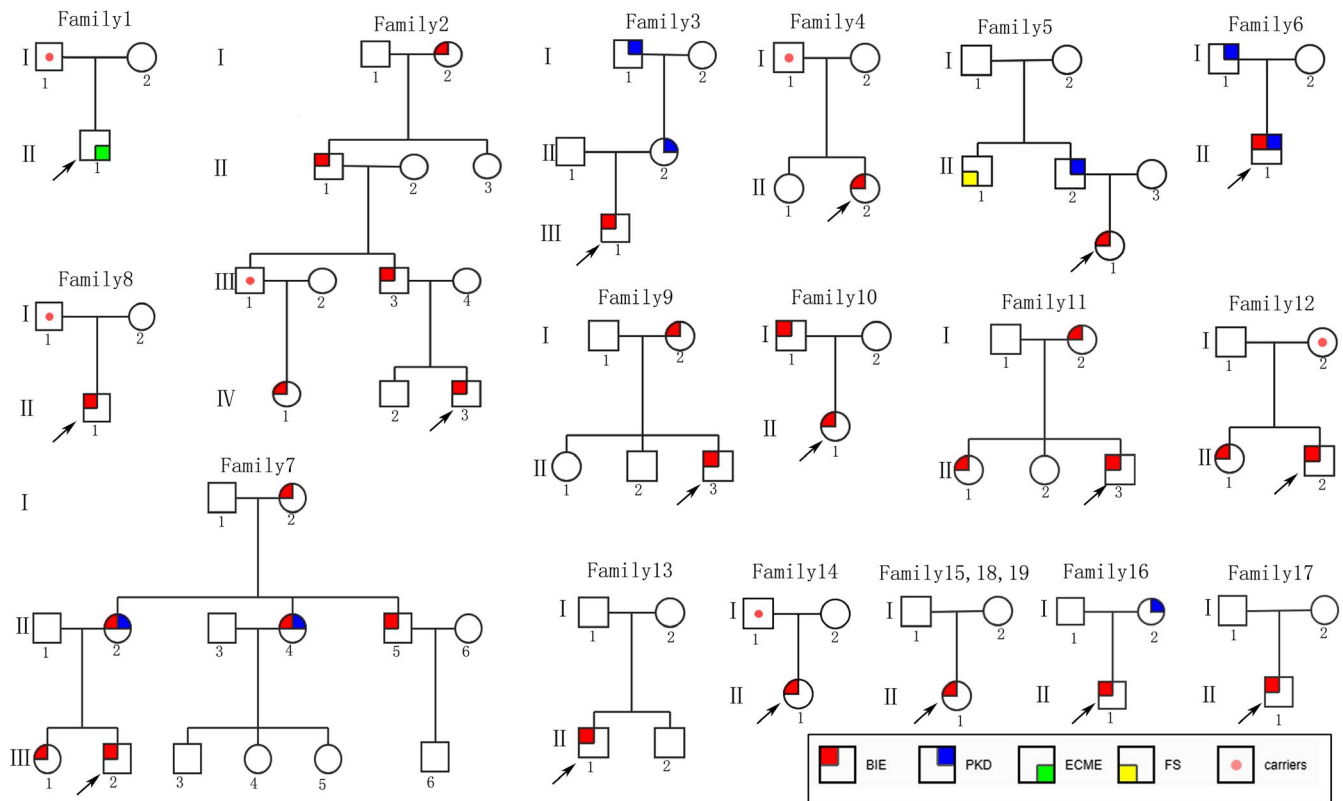 Family1
I
1 2
II
1
Family2
I
1 2
II
1 2 3
III
1 2 3 4
IV
1 2 3
Family3
I
1 2
II
1 2
III
1
Family4
I
1 2
II
1 2
Family5
I
1 2
II
1 2 3
1
Family6
I
1 2
II
1
Family8
I
1 2
II
1
Family9
I
1 2
II
1 2 3
Family10
I
1 2
II
1
Family11
I
1 2
II
1 2 3
Family12
I
1 2
II
1 2
Family7
I
1 2
II
1 2 3 4 5 6
III
1 2 3 4 5 6
Family13
I
1 2
II
1 2
Family14
I
1 2
II
1
Family15,18,19
I
1 2
II
1
Family16
I
1 2
II
1
Family17
I
1 2
II
1
BIE PKD ECME FS carriers